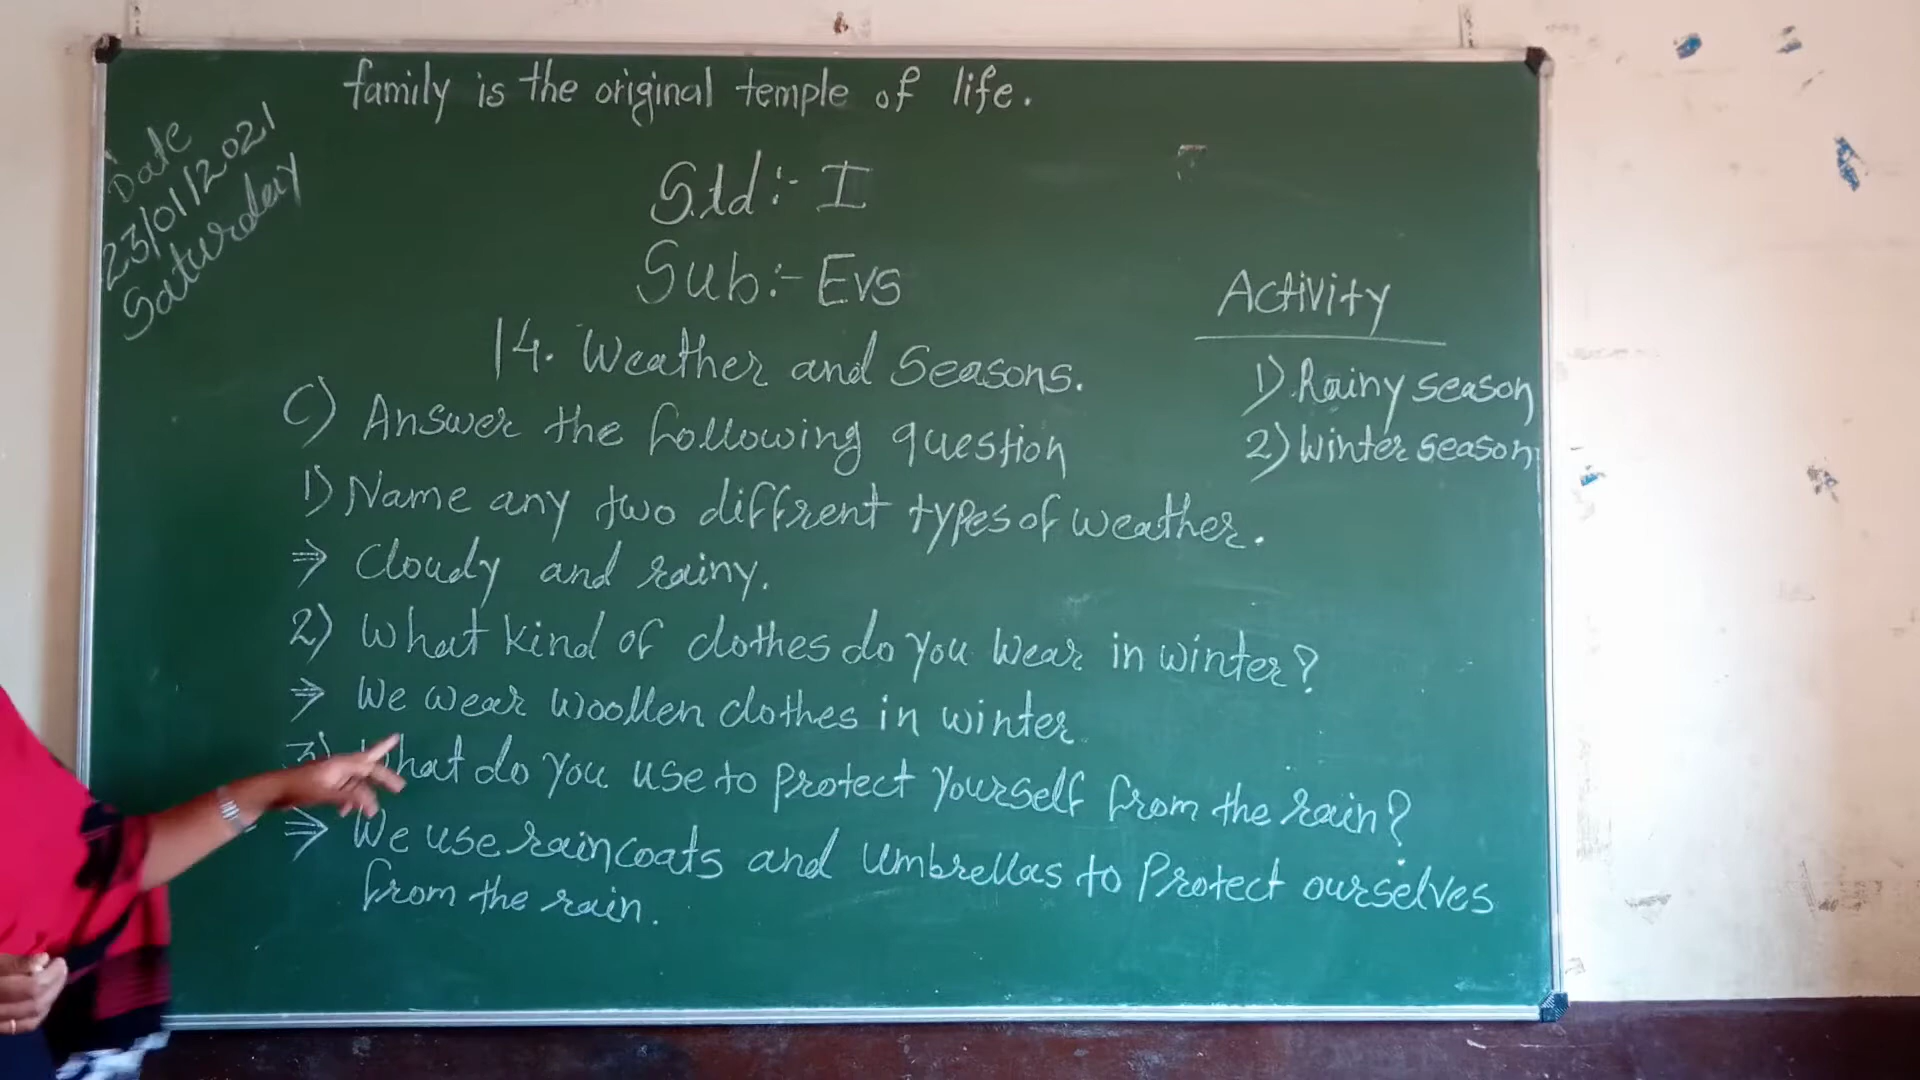 family is the original temple of life.
Date
23/01/2021
Saturday
Std:- I
Sub:- Evs
14. Weather and Seasons.
C) Answer the following question
1) Name any two diffrent types of weather.
⇒ Cloudy and rainy.
2) What kind of clothes do you wear in winter?
⇒ We wear woollen clothes in winter
3) What do you use to protect yourself from the rain?
⇒ We use raincoats and umbrellas to protect ourselves
from the rain.
Activity
1) Rainy season
2) Winter season